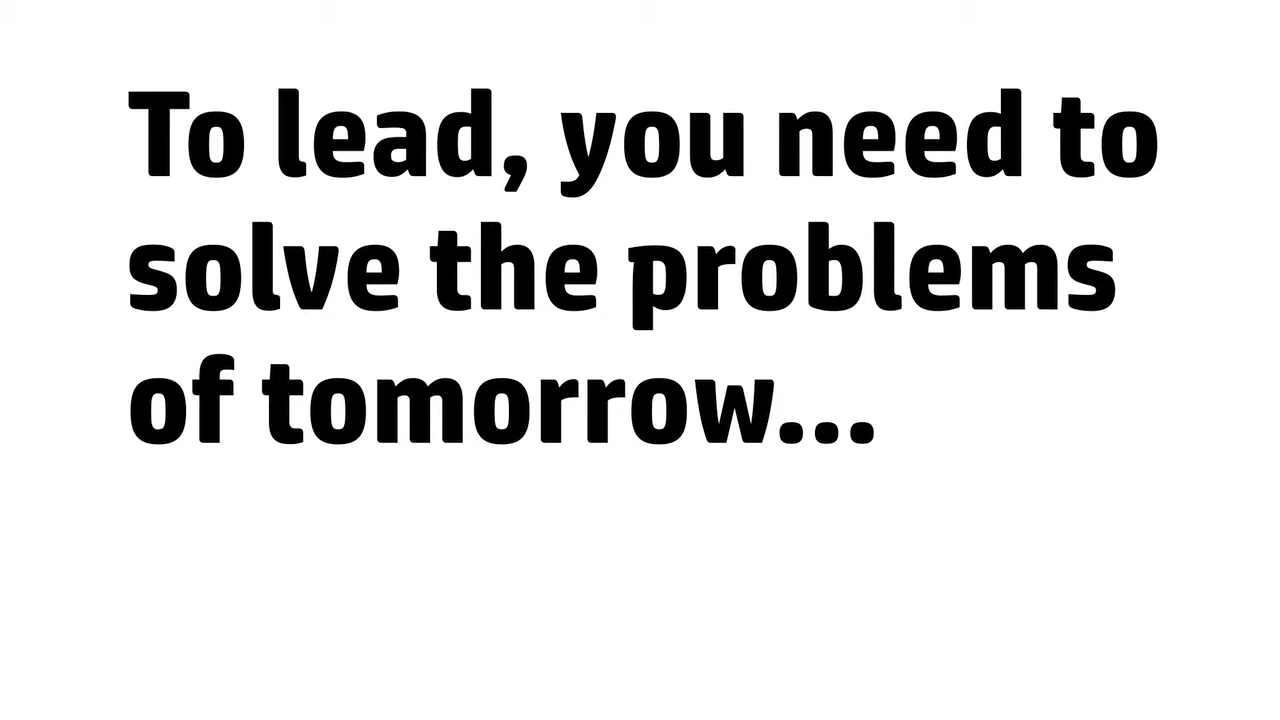 To lead, you need to
solve the problems
of tomorrow...